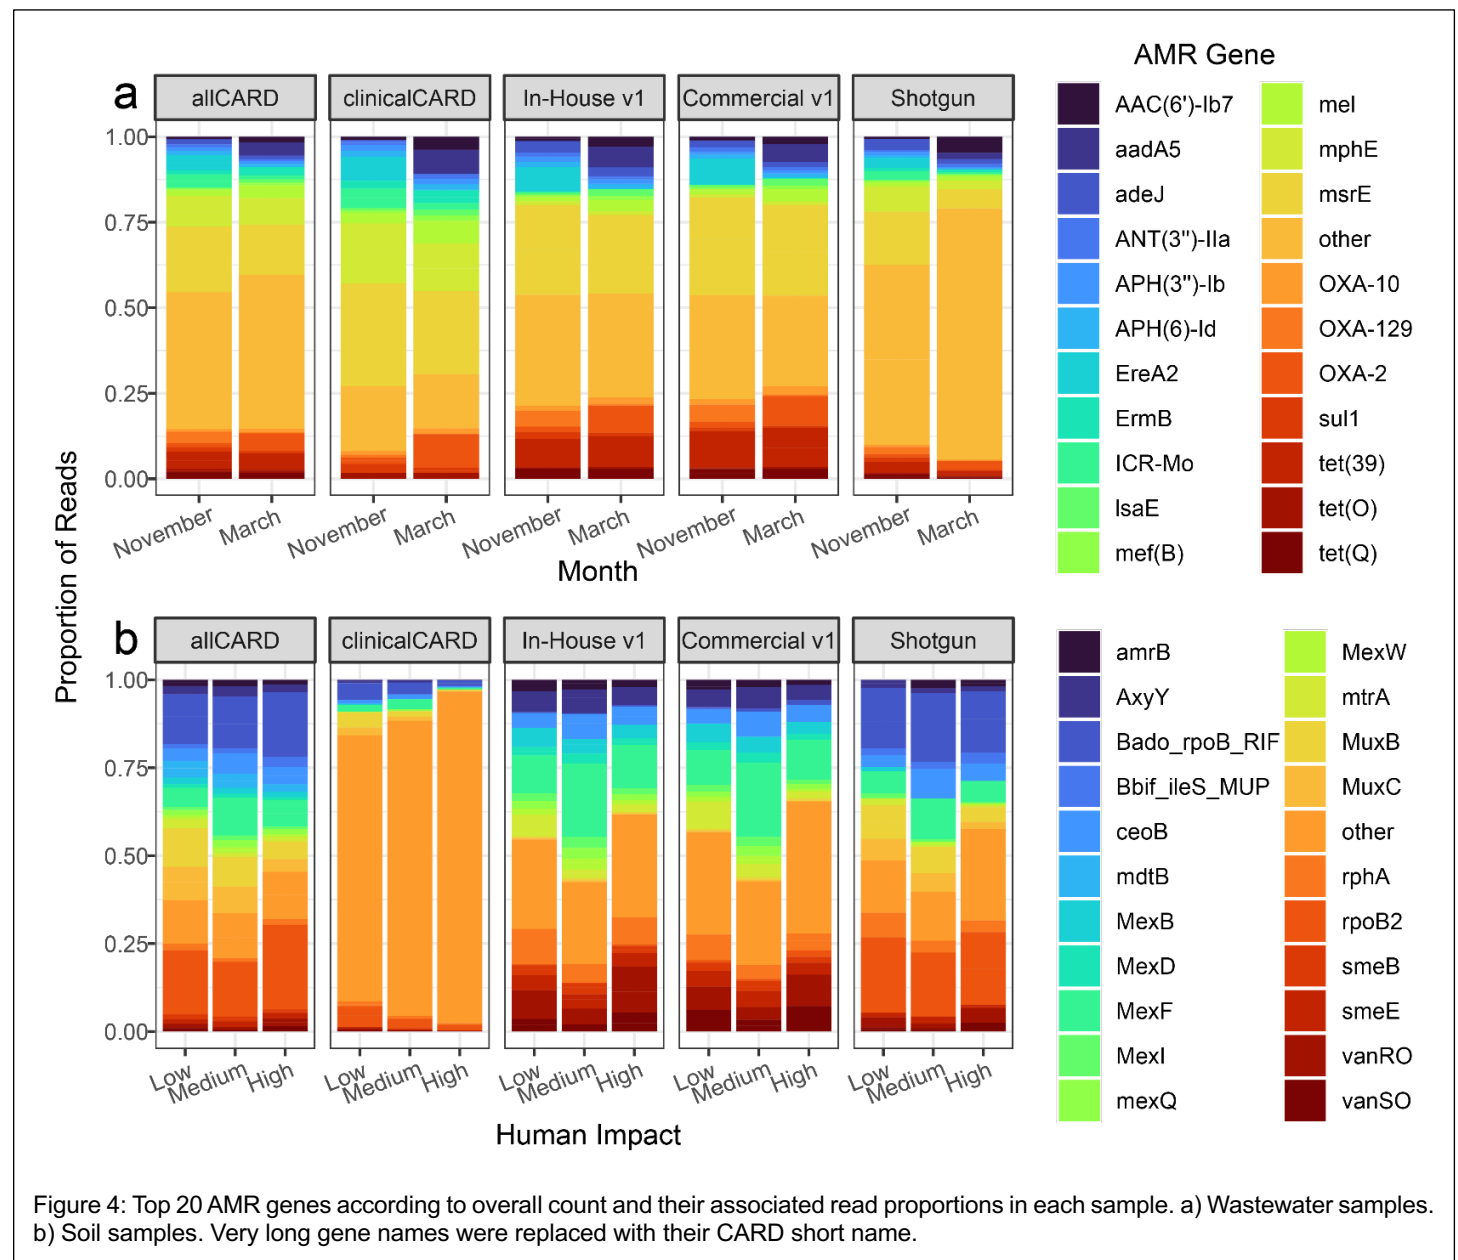 AMR Gene
a
allCARD
clinicalCARD
In-House v1
Commercial v1
Shotgun
1.00
0.75
0.50
0.25
0.00
November
March
November
March
November
March
November
March
November
March
Month
AAC(6')-Ib7
aadA5
adeJ
ANT(3")-IIa
APH(3")-Ib
APH(6)-Id
EreA2
ErmB
ICR-Mo
lsaE
mef(B)
mel
mphE
msrE
other
OXA-10
OXA-129
OXA-2
sul1
tet(39)
tet(O)
tet(Q)
Proportion of Reads
b
allCARD
clinicalCARD
In-House v1
Commercial v1
Shotgun
1.00
0.75
0.50
0.25
0.00
Low
Medium
High
Low
Medium
High
Low
Medium
High
Low
Medium
High
Low
Medium
High
Human Impact
amrB
AxyY
Bado_rpoB_RIF
Bbif_ileS_MUP
ceoB
mdtB
MexB
MexD
MexF
MexI
mexQ
MexW
mtrA
MuxB
MuxC
other
rphA
rpoB2
smeB
smeE
vanRO
vanSO
Figure 4: Top 20 AMR genes according to overall count and their associated read proportions in each sample. a) Wastewater samples.
b) Soil samples. Very long gene names were replaced with their CARD short name.